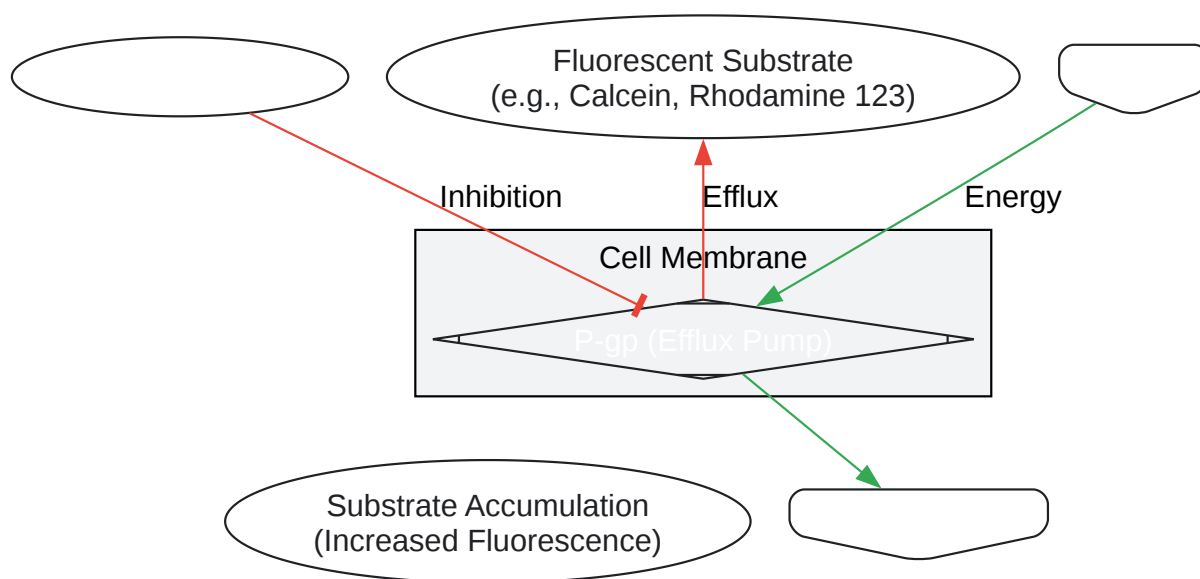 Fluorescent Substrate
(e.g., Calcein, Rhodamine 123)
Inhibition
Efflux
Energy
Cell Membrane
P-gp (Efflux Pump)
Substrate Accumulation
(Increased Fluorescence)